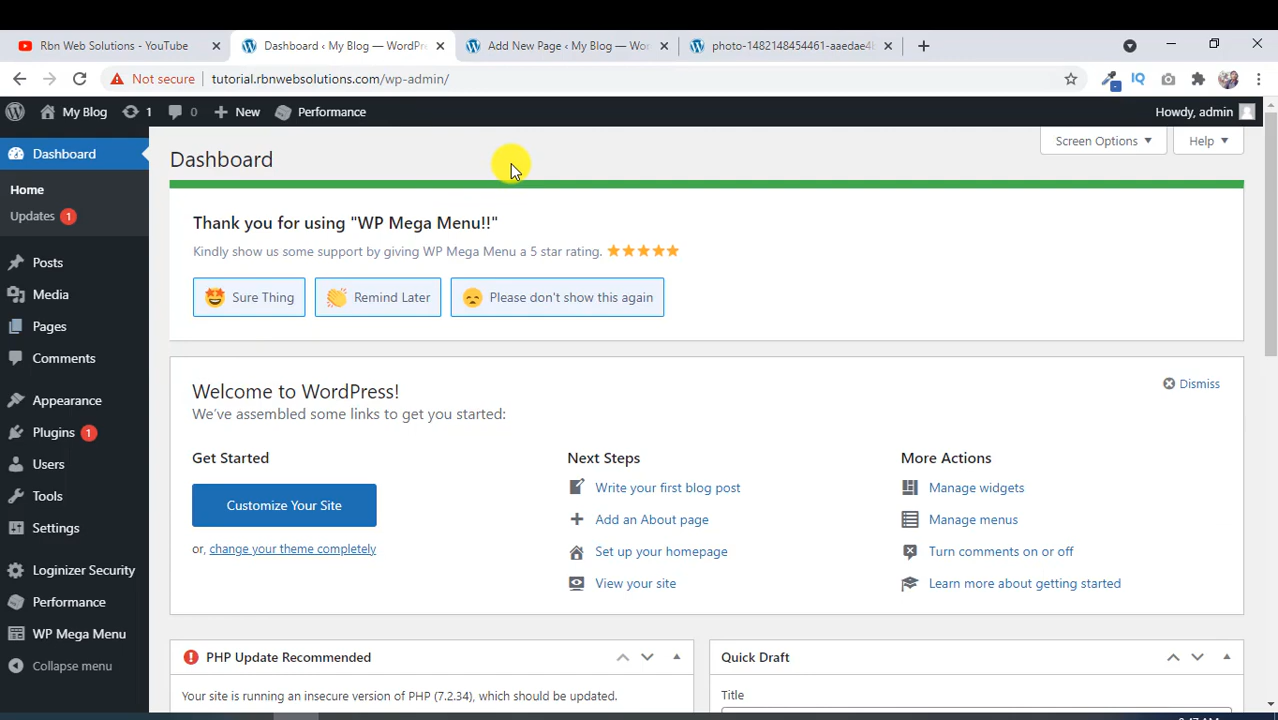 Rbn Web Solutions - YouTube
Dashboard ‹ My Blog — WordPr
Add New Page ‹ My Blog — Wor
photo-1482148454461-aaedae4b
Not secure
tutorial.rbnwebsolutions.com/wp-admin/
IQ
My Blog
1
0
New
Performance
Howdy, admin
Dashboard
Home
Updates 1
Posts
Media
Pages
Comments
Appearance
Plugins 1
Users
Tools
Settings
Loginizer Security
Performance
WP Mega Menu
Collapse menu
Dashboard
Screen Options
Help
Thank you for using "WP Mega Menu!!"
Kindly show us some support by giving WP Mega Menu a 5 star rating.
Sure Thing
Remind Later
Please don't show this again
Welcome to WordPress!
We've assembled some links to get you started:
Dismiss
Get Started
Customize Your Site
or, change your theme completely
Next Steps
Write your first blog post
Add an About page
Set up your homepage
View your site
More Actions
Manage widgets
Manage menus
Turn comments on or off
Learn more about getting started
PHP Update Recommended
Your site is running an insecure version of PHP (7.2.34), which should be updated.
Quick Draft
Title